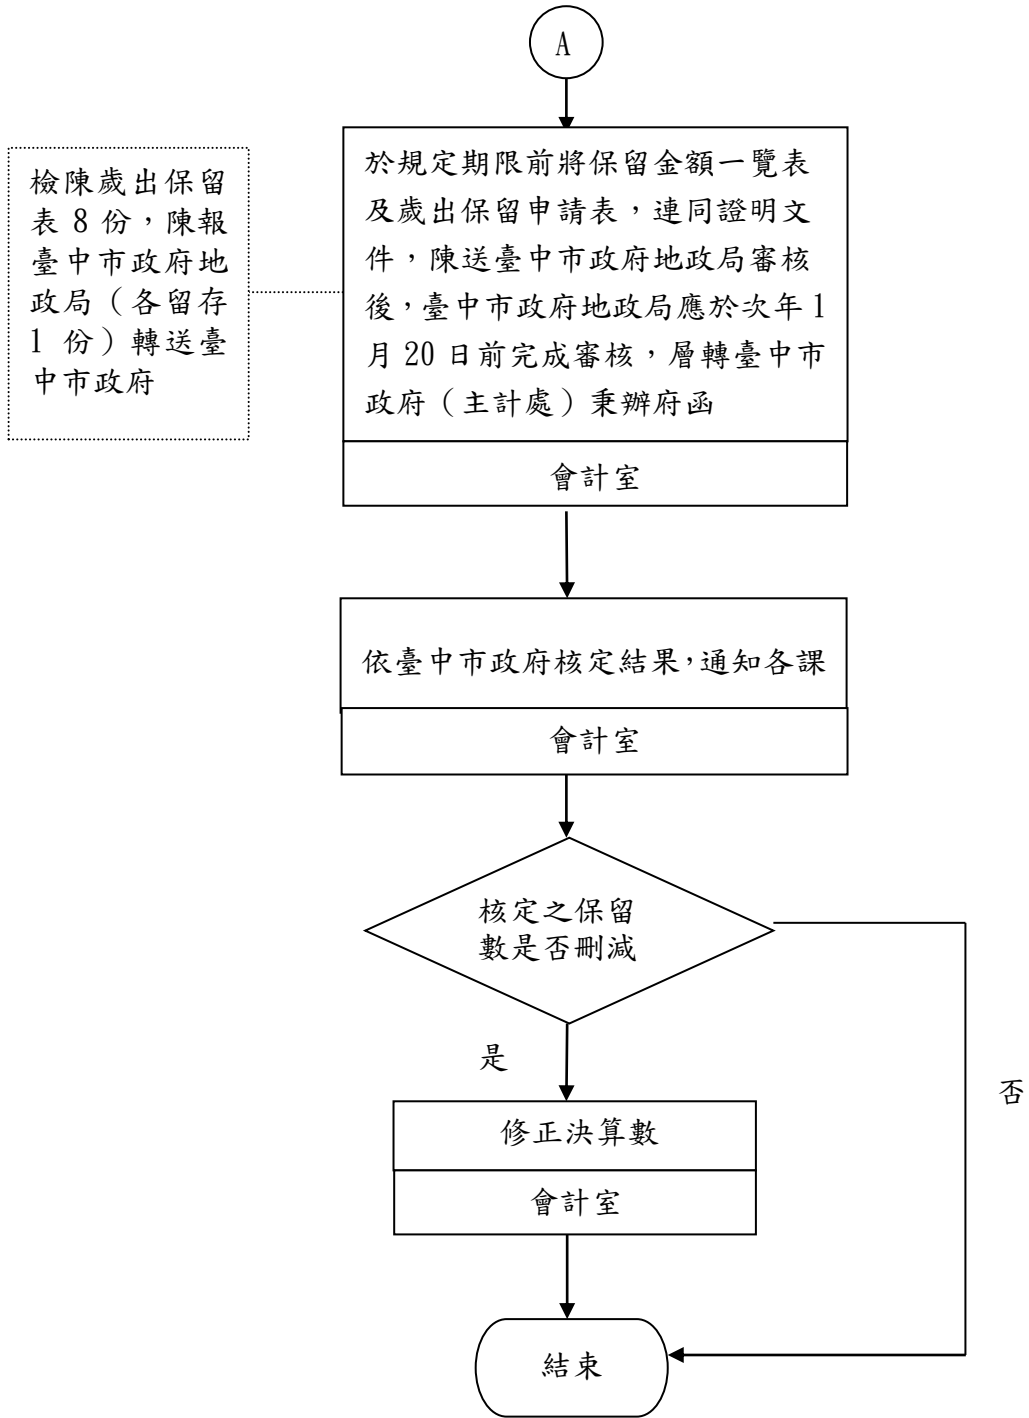 A
檢陳歲出保留
表 8 份，陳報
臺中市政府地
政局（各留存
1 份）轉送臺
中市政府
於規定期限前將保留金額一覽表
及歲出保留申請表，連同證明文
件，陳送臺中市政府地政局審核
後，臺中市政府地政局應於次年 1
月 20 日前完成審核，層轉臺中市
政府（主計處）秉辦府函
會計室
依臺中市政府核定結果，通知各課
會計室
核定之保留
數是否刪減
是
否
修正決算數
會計室
結束